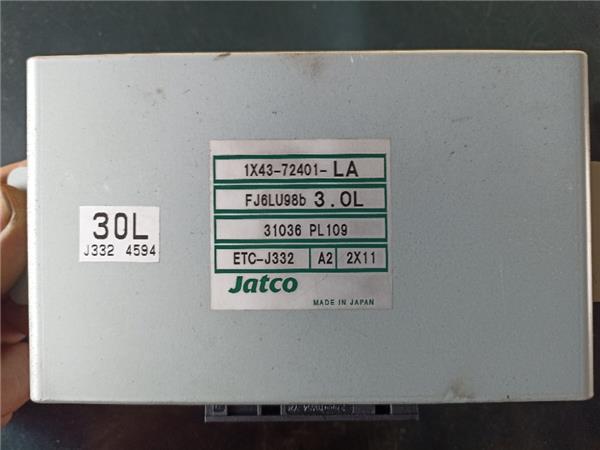 1X43-72401- LA
FJ6LU98b 3.0L
31036 PL109
ETC-J332 A2 2X11
Jatco
MADE IN JAPAN
30L
J332 4594